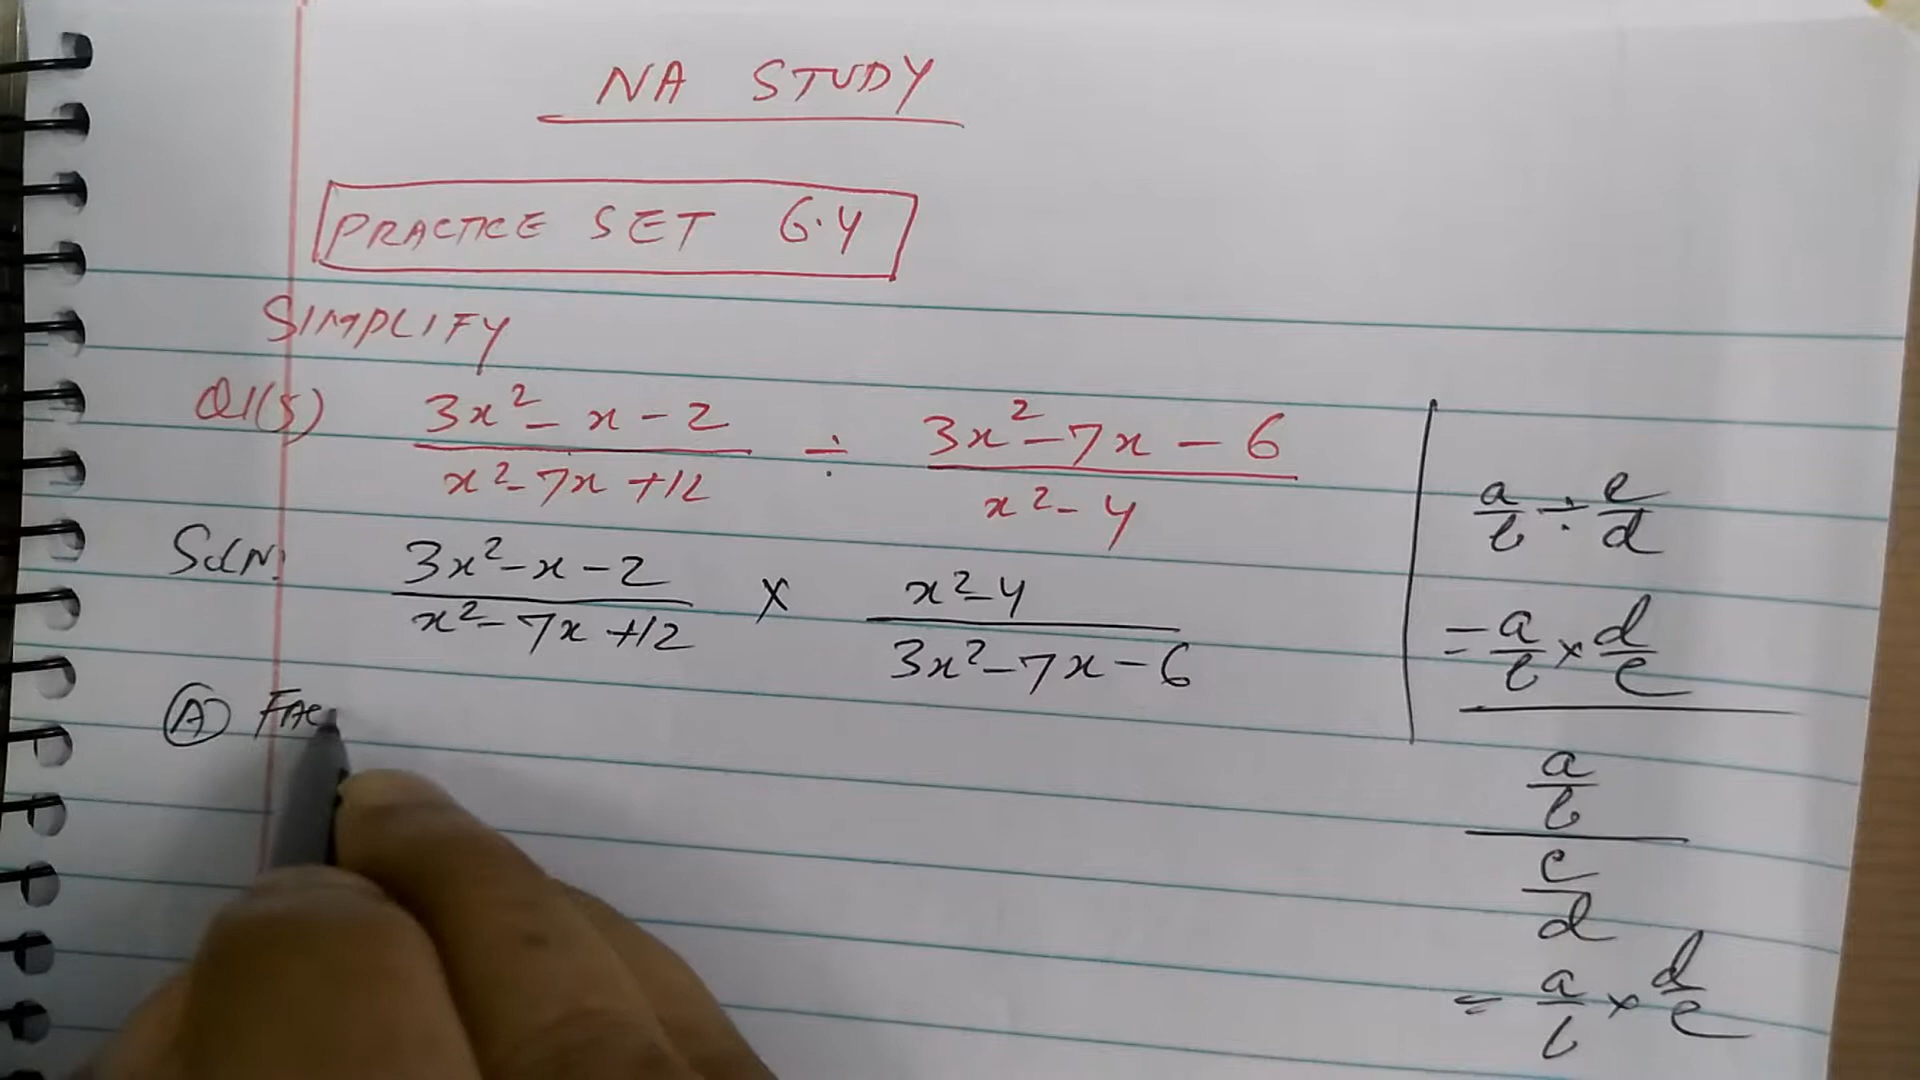 NA STUDY
PRACTICE SET 6.4
SIMPLIFY
Q1(5) (3x² - x - 2)/(x² - 7x + 12) ÷ (3x² - 7x - 6)/(x² - 4)
SolN: (3x² - x - 2)/(x² - 7x + 12) × (x² - 4)/(3x² - 7x - 6)
(A) FAC
a/b ÷ c/d
= a/b × d/c
(a/b)/(c/d)
= a/b × d/c